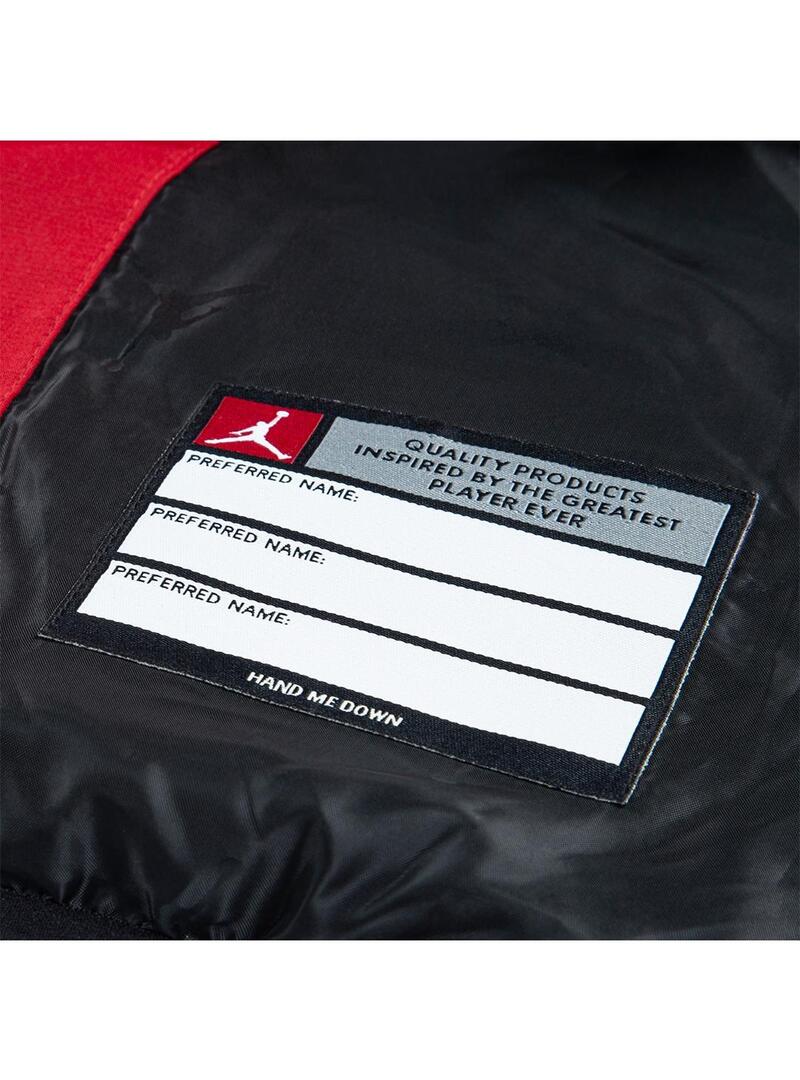 QUALITY PRODUCTS
INSPIRED BY THE GREATEST
PLAYER EVER
PREFERRED NAME:
PREFERRED NAME:
PREFERRED NAME:
HAND ME DOWN